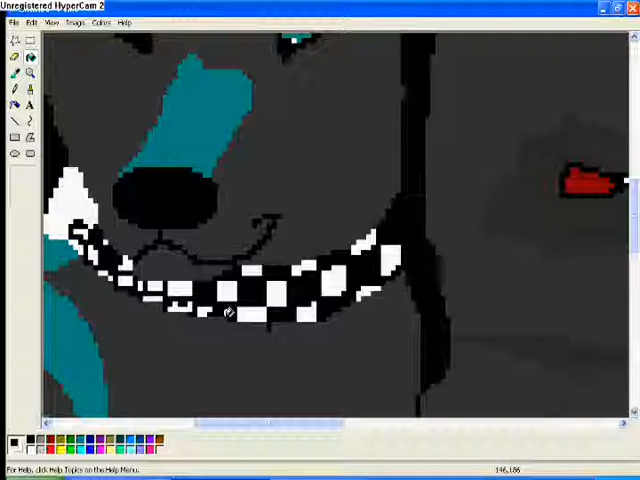 Unregistered HyperCam 2
File Edit View Image Colors Help
A
For Help, click Help Topics on the Help Menu.
146,186